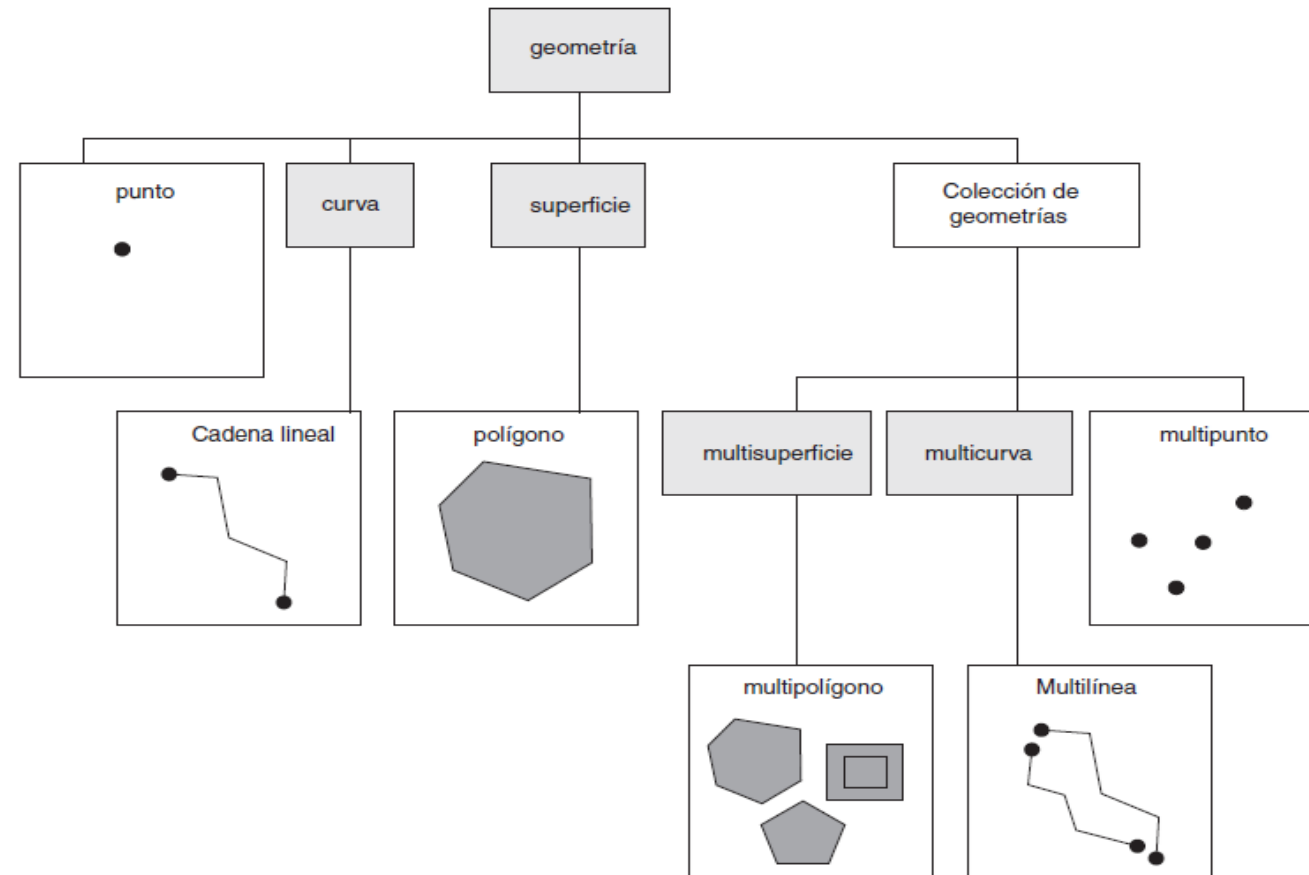 geometría
punto
curva
superficie
Colección de
geometrías
Cadena lineal
polígono
multisuperficie
multicurva
multipunto
multipolígono
Multilínea